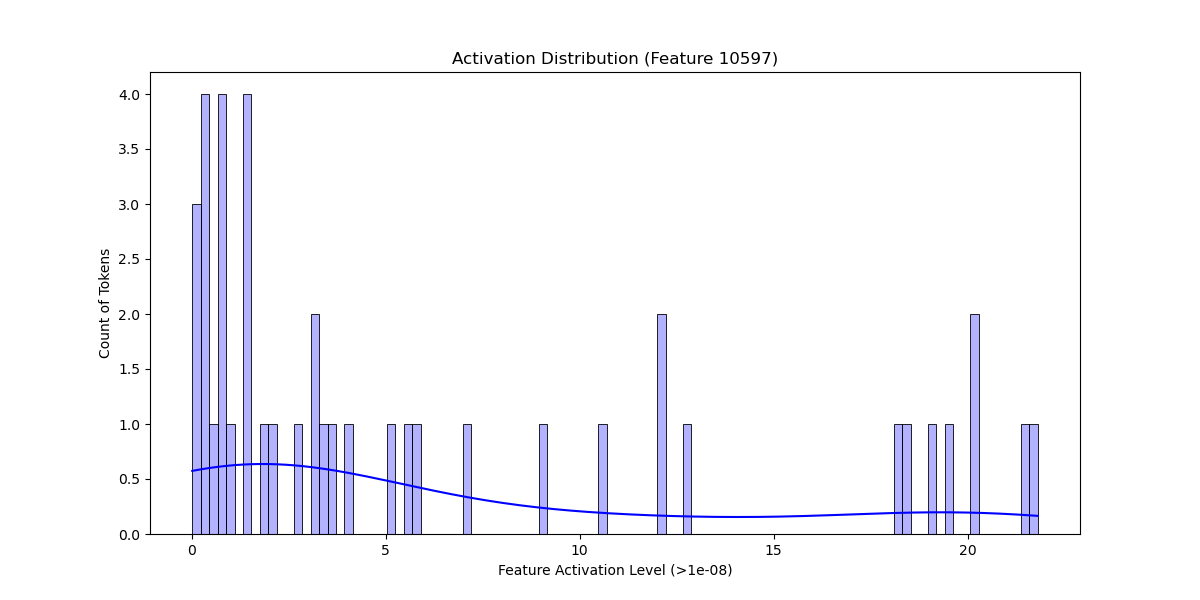 Activation Distribution (Feature 10597)
4.0
3.5
3.0
2.5
2.0
1.5
1.0
0.5
0.0
Count of Tokens
0 5 10 15 20
Feature Activation Level (>1e-08)